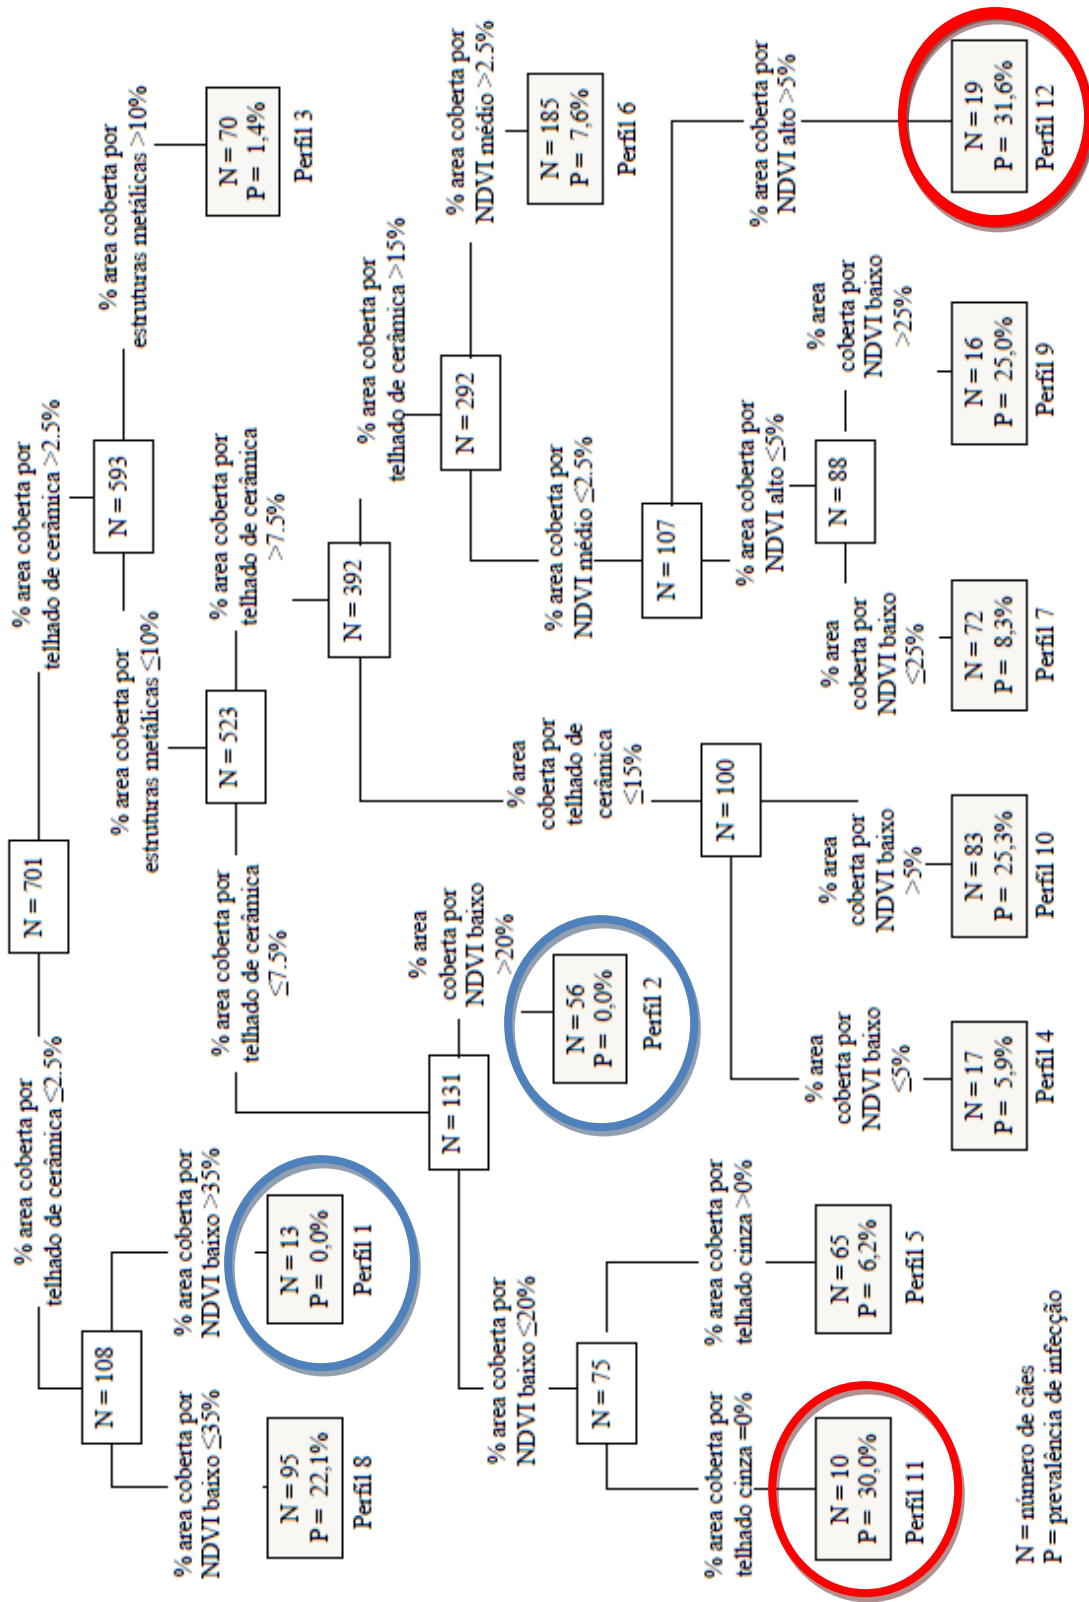 N = 701
% area coberta por
telhado de cerâmica ≤2.5%
% area coberta por
telhado de cerâmica >2.5%
N = 108
N = 593
% area coberta por
NDVI baixo ≤35%
% area coberta por
NDVI baixo >35%
% area coberta por
estruturas metálicas ≤10%
% area coberta por
estruturas metálicas >10%
N = 95
P = 22,1%
Perfil 8
N = 13
P = 0,0%
Perfil 1
N = 523
N = 70
P = 1,4%
Perfil 3
% area coberta por
telhado de cerâmica
≤7.5%
% area coberta por
telhado de cerâmica
>7.5%
N = 131
N = 392
% area coberta por
NDVI baixo ≤20%
% area
coberta por
NDVI baixo
>20%
% area
coberta por
telhado de
cerâmica
≤15%
% area coberta por
telhado de cerâmica >15%
N = 75
N = 56
P = 0,0%
Perfil 2
N = 100
N = 292
% area coberta por
NDVI médio ≤2.5%
% area coberta por
NDVI médio >2.5%
N = 107
N = 185
P = 7,6%
Perfil 6
% area coberta por
telhado cinza =0%
% area coberta por
telhado cinza >0%
% area
coberta por
NDVI baixo
≤5%
% area
coberta por
NDVI baixo
>5%
% area coberta por
NDVI alto ≤5%
% area coberta por
NDVI alto >5%
N = 88
% area
coberta por
NDVI baixo
≤25%
% area
coberta por
NDVI baixo
>25%
N = 10
P = 30,0%
Perfil 11
N = 65
P = 6,2%
Perfil 5
N = 17
P = 5,9%
Perfil 4
N = 83
P = 25,3%
Perfil 10
N = 72
P = 8,3%
Perfil 7
N = 16
P = 25,0%
Perfil 9
N = 19
P = 31,6%
Perfil 12
N = número de cães
P = prevalência de infecção